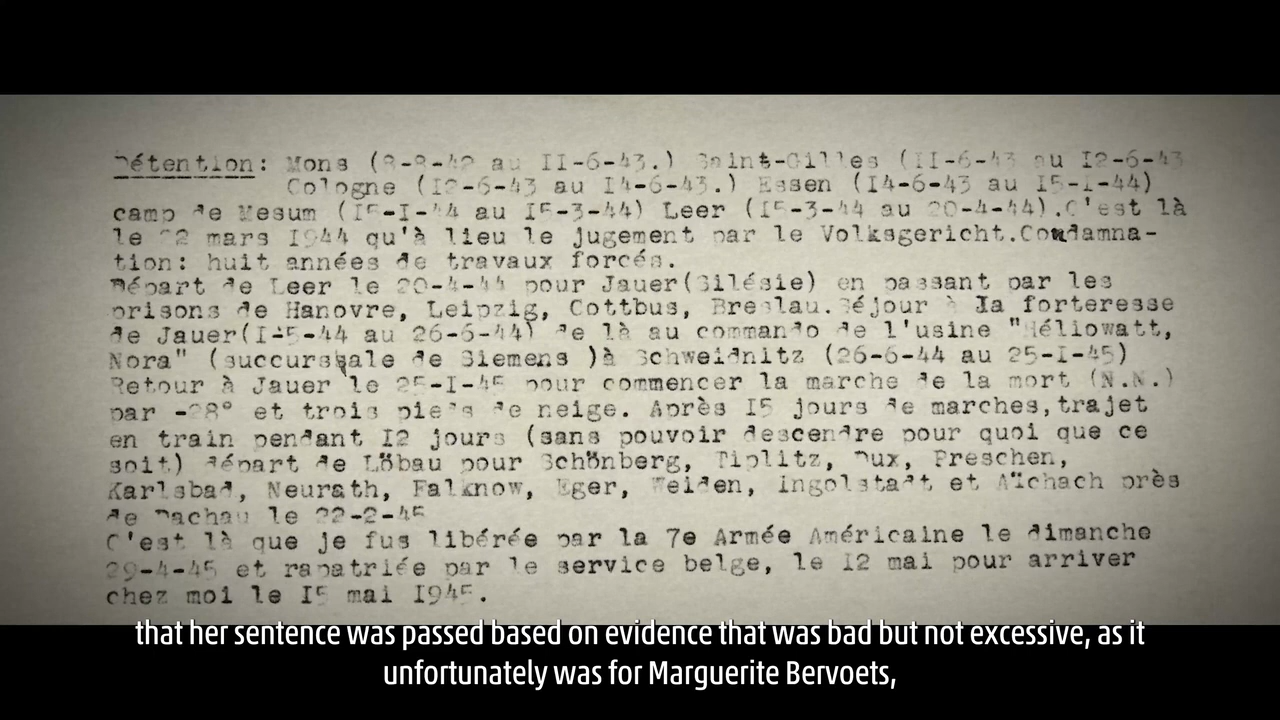 Détention: Mons (8-8-42 au II-6-43.) Saint-Gilles (II-6-43 au I2-6-43
Cologne (I2-6-43 au I4-6-43.) Essen (I4-6-43 au I5-I-44)
camp de Mesum (I5-I-44 au I5-3-44) Leer (I5-3-44 au 20-4-44).C'est là
le 22 mars I944 qu'à lieu le jugement par le Volksgericht.Condamna-
tion: huit années de travaux forcés.
Départ de Leer le 20-4-44 pour Jauer(Silésie) en passant par les
prisons de Hanovre, Leipzig, Cottbus, Breslau.Séjour à la forteresse
de Jauer(I-5-44 au 26-6-44) de là au commando de l'usine "Héliowatt,
Nora" (succursale de Siemens )à Schweidnitz (26-6-44 au 25-I-45)
Retour à Jauer le 25-I-45 pour commencer la marche de la mort (N.N.)
par -28° et trois pieds de neige. Après I5 jours de marches,trajet
en train pendant I2 jours (sans pouvoir descendre pour quoi que ce
soit) départ de Löbau pour Schönberg, Tiplitz, Dux, Preschen,
Karlsbad, Neurath, Falknow, Eger, Weiden, ingolstadt et Aïchach près
de Dachau le 22-2-45
C'est là que je fus libérée par la 7e Armée Américaine le dimanche
29-4-45 et rapatriée par le service belge, le I2 mai pour arriver
chez moi le I5 mai I945.
that her sentence was passed based on evidence that was bad but not excessive, as it
unfortunately was for Marguerite Bervoets,